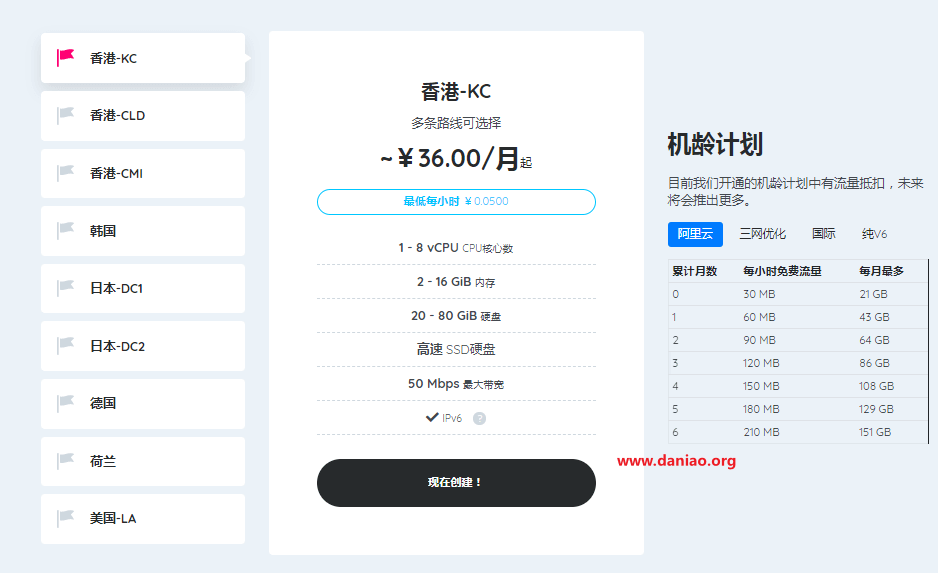 香港-KC
香港-CLD
香港-CMI
韩国
日本-DC1
日本-DC2
德国
荷兰
美国-LA
香港-KC
多条路线可选择
~￥36.00/月起
最低每小时 ￥0.0500
1 - 8 vCPU CPU核心数
2 - 16 GiB 内存
20 - 80 GiB 硬盘
高速 SSD硬盘
50 Mbps 最大带宽
IPv6 ?
现在创建！
机龄计划
目前我们开通的机龄计划中有流量抵扣，未来
将会推出更多。
阿里云 三网优化 国际 纯V6
累计月数 每小时免费流量 每月最多
0 30 MB 21 GB
1 60 MB 43 GB
2 90 MB 64 GB
3 120 MB 86 GB
4 150 MB 108 GB
5 180 MB 129 GB
6 210 MB 151 GB
www.daniao.org